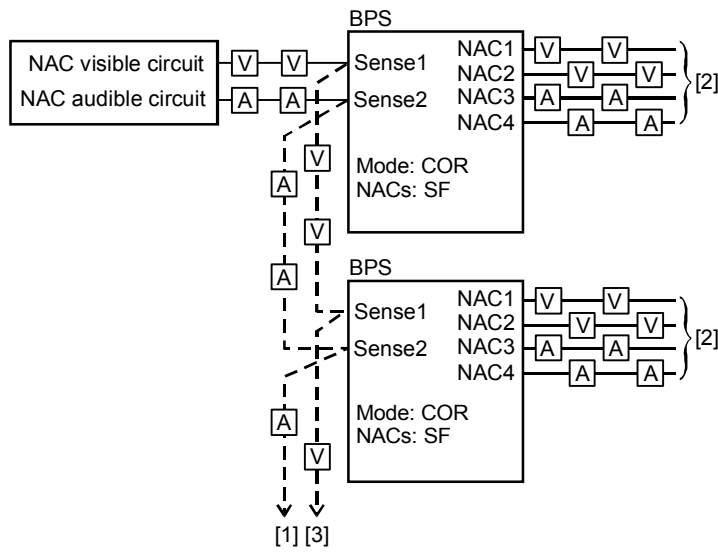 BPS
NAC visible circuit V V Sense1 NAC1 V V
NAC audible circuit A A Sense2 NAC2 V V [2]
NAC3 A A
NAC4 A A
V
A
Mode: COR
NACs: SF
V
A
BPS
Sense1 NAC1 V V
NAC2 V V [2]
Sense2 NAC3 A A
NAC4 A A
A
Mode: COR
NACs: SF
V
[1] [3]